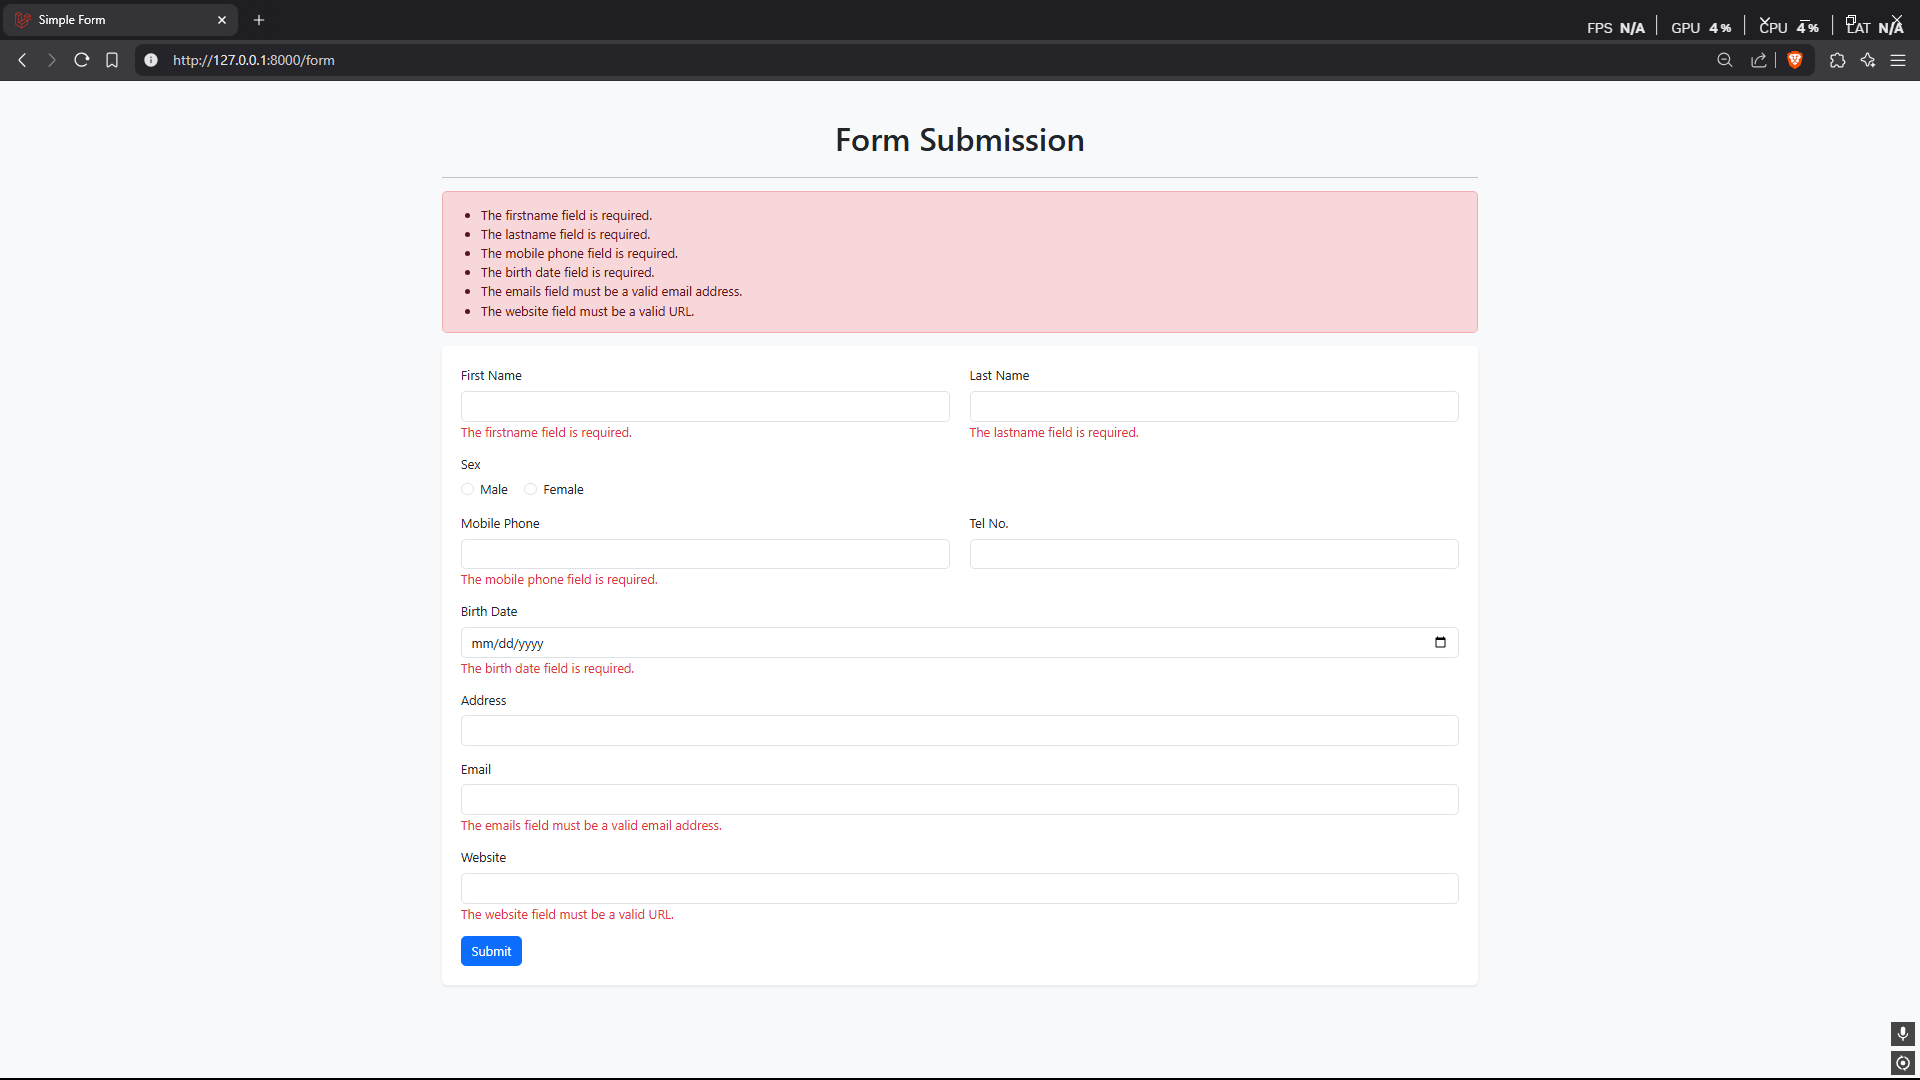 Simple Form
FPS N/A GPU 4% CPU 4% LAT N/A
http://127.0.0.1:8000/form
Form Submission
The firstname field is required.
The lastname field is required.
The mobile phone field is required.
The birth date field is required.
The emails field must be a valid email address.
The website field must be a valid URL.
First Name
Last Name
The firstname field is required.
The lastname field is required.
Sex
Male Female
Mobile Phone
Tel No.
The mobile phone field is required.
Birth Date
mm/dd/yyyy
The birth date field is required.
Address
Email
The emails field must be a valid email address.
Website
The website field must be a valid URL.
Submit